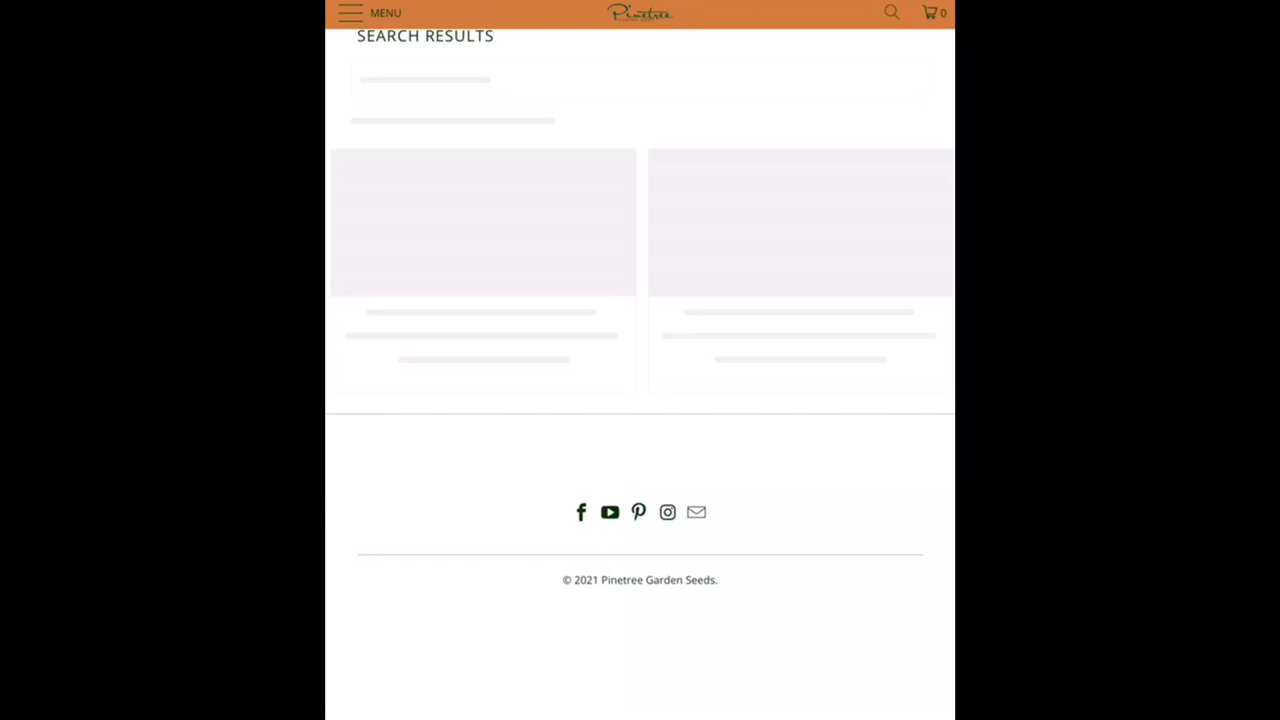 MENU
Pinetree
0
SEARCH RESULTS
© 2021 Pinetree Garden Seeds.